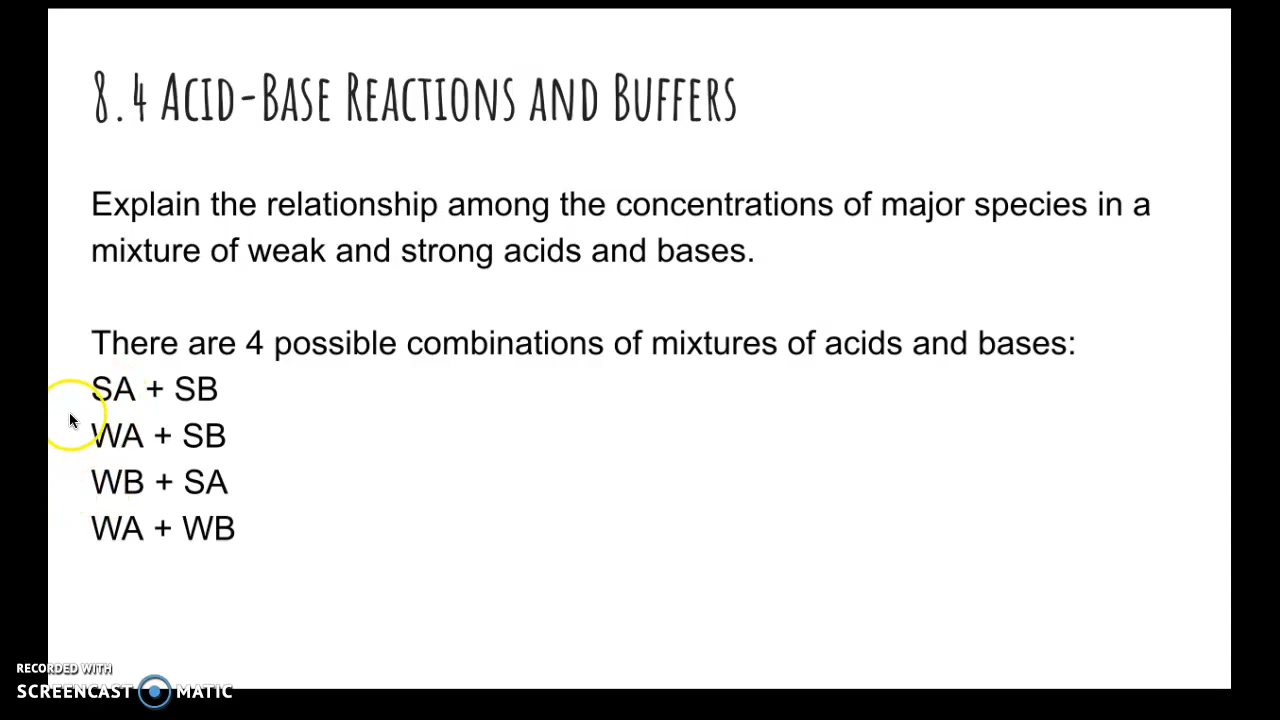 8.4 Acid-Base Reactions and Buffers
Explain the relationship among the concentrations of major species in a
mixture of weak and strong acids and bases.
There are 4 possible combinations of mixtures of acids and bases:
SA + SB
WA + SB
WB + SA
WA + WB
RECORDED WITH
SCREENCAST MATIC